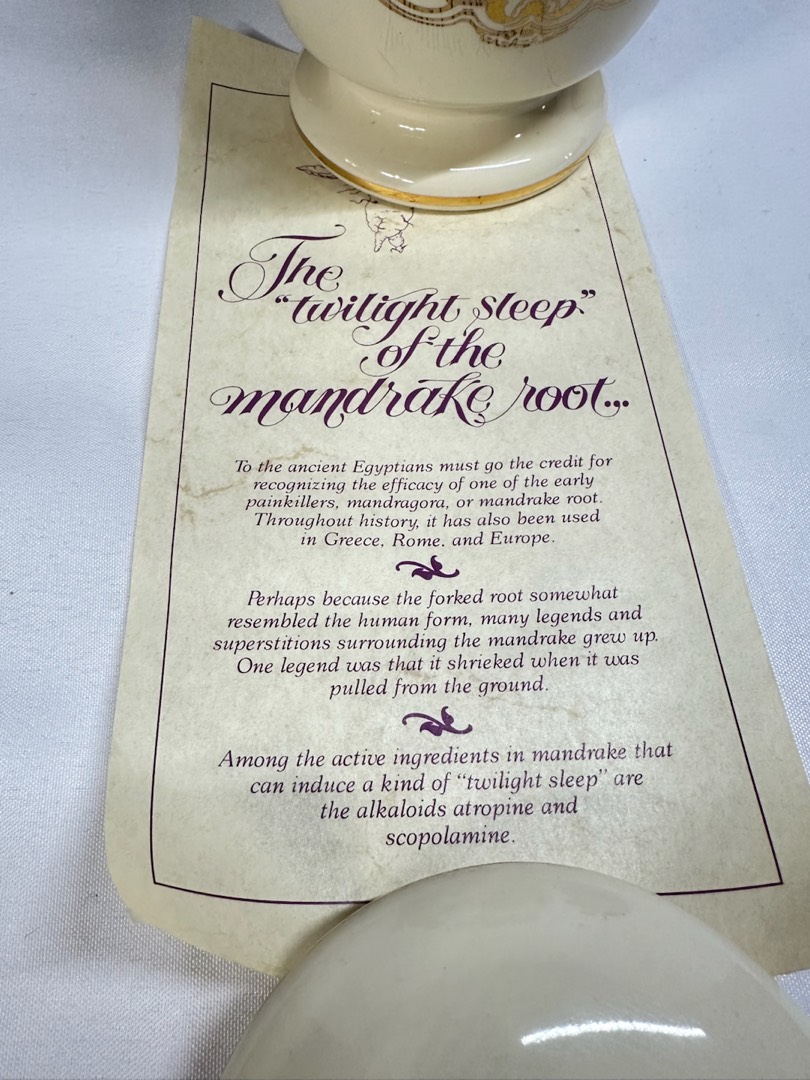 The
“twilight sleep”
of the
mandrake root...
To the ancient Egyptians must go the credit for
recognizing the efficacy of one of the early
painkillers, mandragora, or mandrake root.
Throughout history, it has also been used
in Greece, Rome, and Europe.
Perhaps because the forked root somewhat
resembled the human form, many legends and
superstitions surrounding the mandrake grew up.
One legend was that it shrieked when it was
pulled from the ground.
Among the active ingredients in mandrake that
can induce a kind of “twilight sleep” are
the alkaloids atropine and
scopolamine.